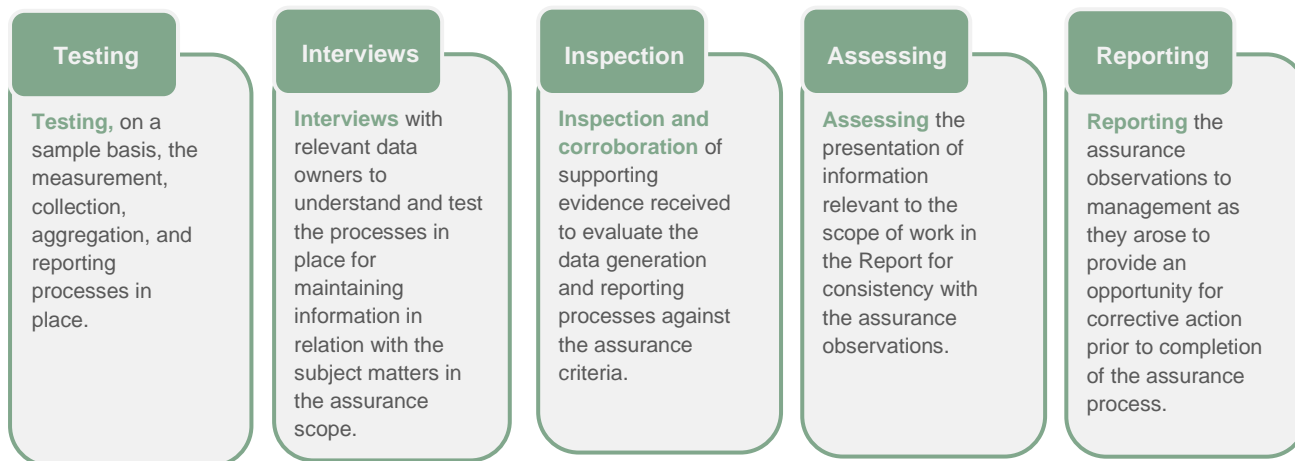 Testing
Testing, on a
sample basis, the
measurement,
collection,
aggregation, and
reporting
processes in
place.
Interviews
Interviews with
relevant data
owners to
understand and test
the processes in
place for
maintaining
information in
relation with the
subject matters in
the assurance
scope.
Inspection
Inspection and
corroboration of
supporting
evidence received
to evaluate the
data generation
and reporting
processes against
the assurance
criteria.
Assessing
Assessing the
presentation of
information
relevant to the
scope of work in
the Report for
consistency with
the assurance
observations.
Reporting
Reporting the
assurance
observations to
management as
they arose to
provide an
opportunity for
corrective action
prior to completion
of the assurance
process.